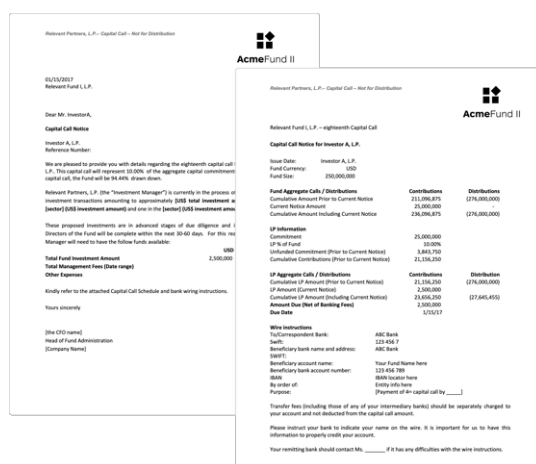 Relevant Partners, L.P.– Capital Call – Not for Distribution
AcmeFund II
01/15/2017
Relevant Fund I, L.P.
Dear Mr. InvestorA,
Capital Call Notice
Investor A, L.P.
Reference Number:
We are pleased to provide you with details regarding the eighteenth capital call
L.P. This capital call will represent 10.00% of the aggregate capital commitment
capital call, the Fund will be 94.44% drawn down.
Relevant Partners, L.P. (the "Investment Manager") is currently in the process of
investment transactions amounting to approximately [US$ total investment a
[sector] (US$ investment amount) and one in the [sector] (US$ investment amou
These proposed investments are in advanced stages of due diligence and i
Directors of the Fund will be complete within the next 30-60 days. For this rea
Manager will need to have the follow funds available:
USD
Total Fund Investment Amount 2,500,000
Total Management Fees (Date range)
Other Expenses
Kindly refer to the attached Capital Call Schedule and bank wiring instructions.
Yours sincerely
[the CFO name]
Head of Fund Administration
[Company Name]
Relevant Partners, L.P.– Capital Call – Not for Distribution
AcmeFund II
Relevant Fund I, L.P. – eighteenth Capital Call
Capital Call Notice for Investor A, L.P.
Issue Date: Investor A, L.P.
Fund Currency: USD
Fund Size: 250,000,000
Fund Aggregate Calls / Distributions Contributions Distributions
Cumulative Amount Prior to Current Notice 211,096,875 (276,000,000)
Current Notice Amount 25,000,000 -
Cumulative Amount Including Current Notice 236,096,875 (276,000,000)
LP Information
Commitment 25,000,000
LP % of Fund 10.00%
Unfunded Commitment (Prior to Current Notice) 3,843,750
Cumulative Contributions (Prior to Current Notice) 21,156,250
LP Aggregate Calls / Distributions Contributions Distribution
Cumulative LP Amount (Prior to Current Notice) 21,156,250 (276,000,000)
LP Amount (Current Notice) 2,500,000
Cumulative LP Amount (Including Current Notice) 23,656,250 (27,645,455)
Amount Due (Net of Banking Fees) 2,500,000
Due Date 1/15/17
Wire instructions
To/Correspondent Bank: ABC Bank
Swift: 123 456 7
Beneficiary bank name and address: ABC Bank
SWIFT:
Beneficiary account name: Your Fund Name here
Beneficiary bank account number: 123 456 789
IBAN IBAN locator here
By order of: Entity info here
Purpose: [Payment of 4th capital call by _____]
Transfer fees (including those of any of your intermediary banks) should be separately charged to
your account and not deducted from the capital call amount.
Please instruct your bank to indicate your name on the wire. It is important for us to have this
information to properly credit your account.
Your remitting bank should contact Ms. _______ if it has any difficulties with the wire instructions.